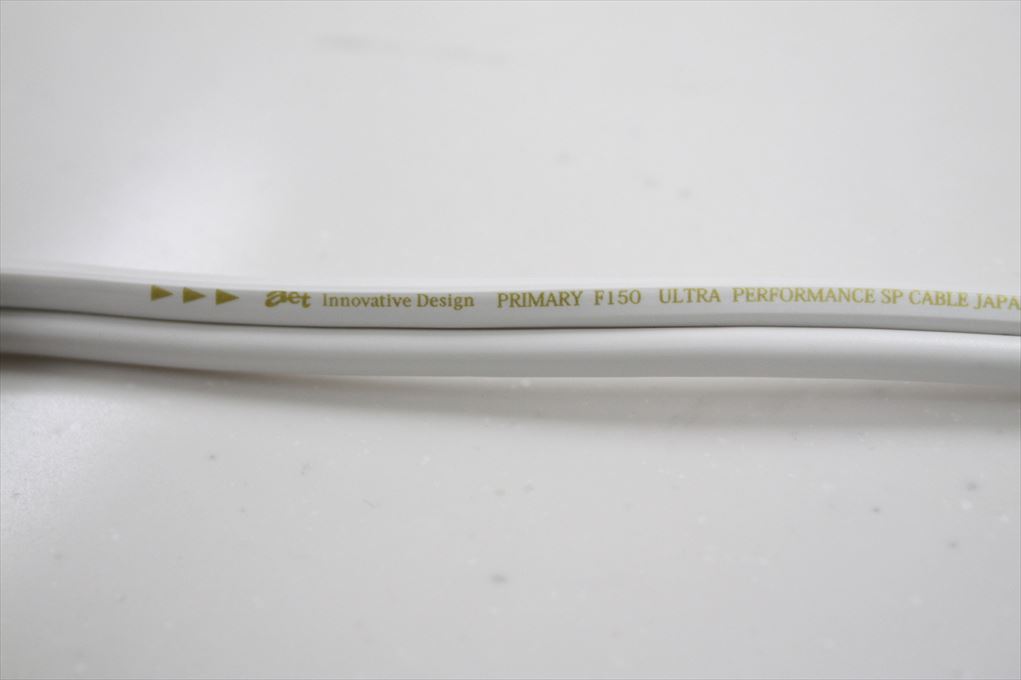 ▶▶▶ aet Innovative Design PRIMARY F150 ULTRA PERFORMANCE SP CABLE JAPA